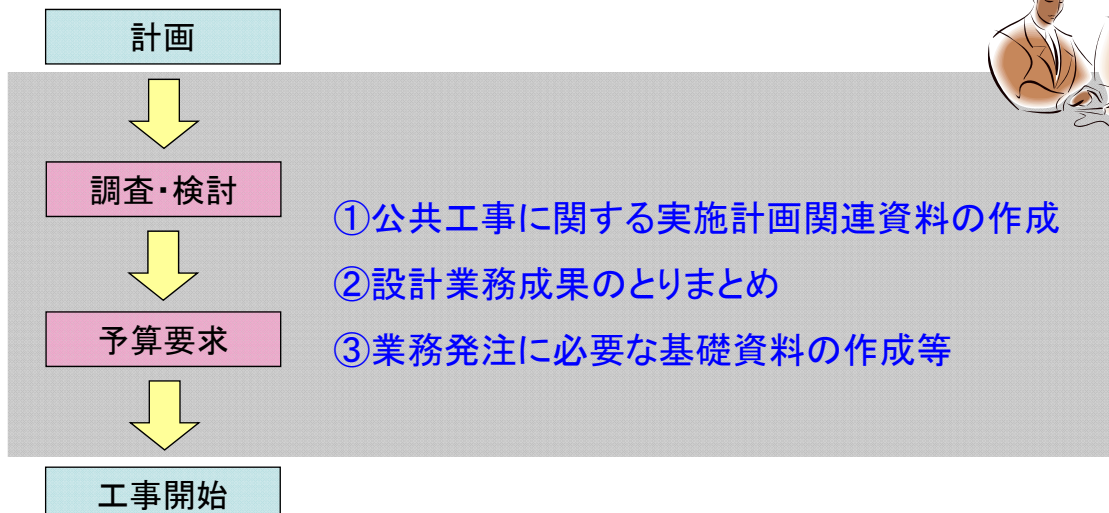 計画
調査・検討
①公共工事に関する実施計画関連資料の作成
②設計業務成果のとりまとめ
予算要求
③業務発注に必要な基礎資料の作成等
工事開始